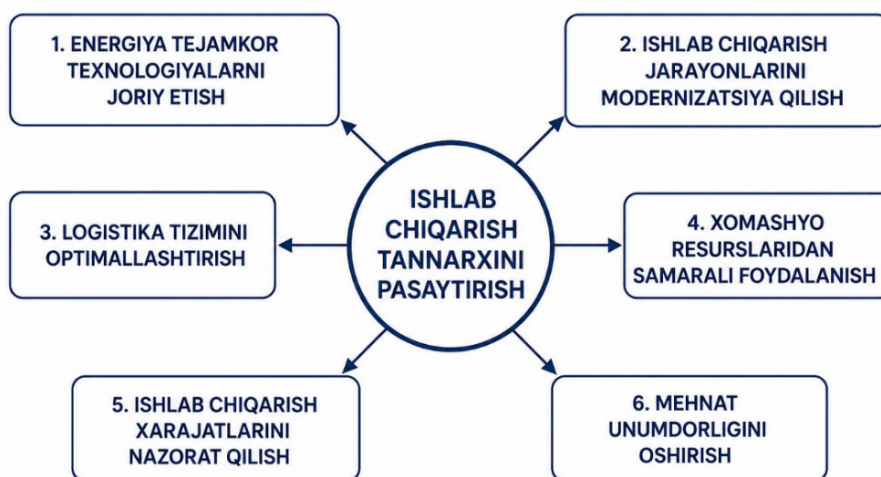 1. ENERGIYA TEJAMKOR
TEXNOLOGIYALARNI
JORIY ETISH
2. ISHLAB CHIQARISH
JARAYONSLARINI
MODERNIZATSIYA QILISH
ISHLAB
CHIQARISH
TANNARXINI
PASAYTIRISH
3. LOGISTIKA TIZIMINI
OPTIMALLASHTIRISH
4. XOMASHYO
RESURSLARIDAN
SAMARALI FOYDALANISH
5. ISHLAB CHIQARISH
XARAJATLARINI
NAZORAT QILISH
6. MEHNAT
UNUMDORLIGINI
OSHIRISH